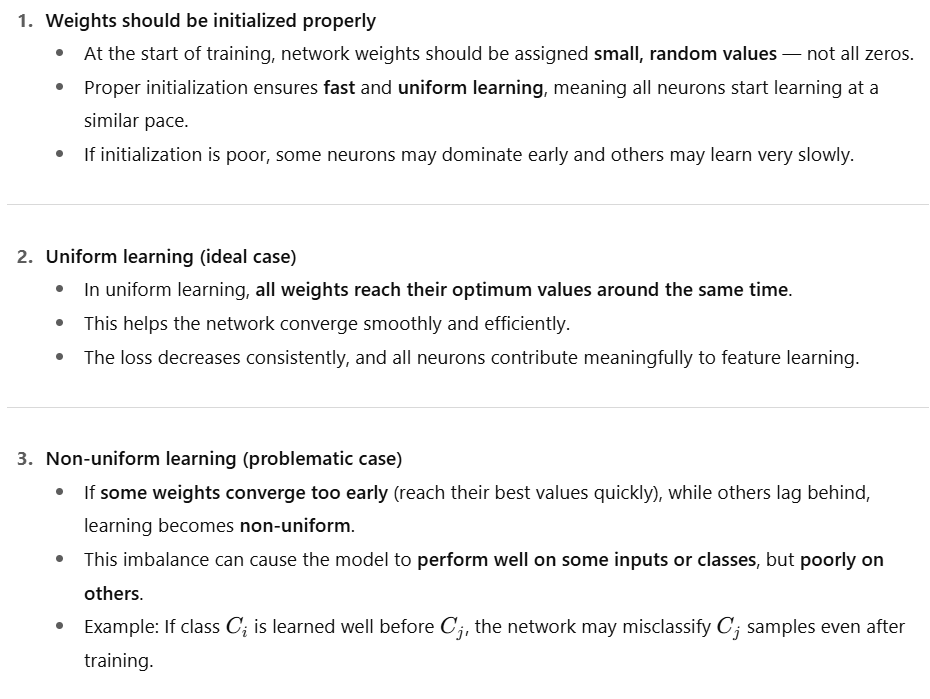 1. Weights should be initialized properly
• At the start of training, network weights should be assigned small, random values — not all zeros.
• Proper initialization ensures fast and uniform learning, meaning all neurons start learning at a
similar pace.
• If initialization is poor, some neurons may dominate early and others may learn very slowly.
2. Uniform learning (ideal case)
• In uniform learning, all weights reach their optimum values around the same time.
• This helps the network converge smoothly and efficiently.
• The loss decreases consistently, and all neurons contribute meaningfully to feature learning.
3. Non-uniform learning (problematic case)
• If some weights converge too early (reach their best values quickly), while others lag behind,
learning becomes non-uniform.
• This imbalance can cause the model to perform well on some inputs or classes, but poorly on
others.
• Example: If class C_i is learned well before C_j, the network may misclassify C_j samples even after
training.